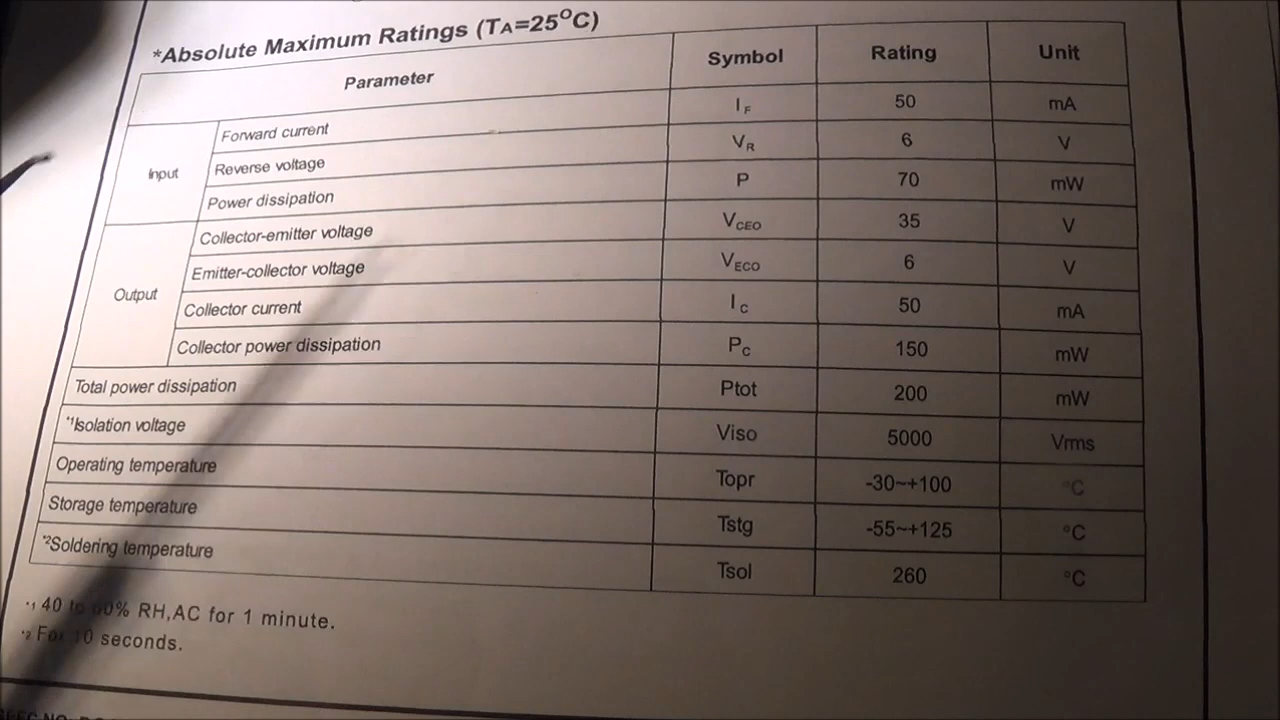 *Absolute Maximum Ratings (TA=25°C)
Parameter Symbol Rating Unit
Input Forward current IF 50 mA
Reverse voltage VR 6 V
Power dissipation P 70 mW
Output Collector-emitter voltage VCEO 35 V
Emitter-collector voltage VECO 6 V
Collector current IC 50 mA
Collector power dissipation PC 150 mW
Total power dissipation Ptot 200 mW
*1Isolation voltage Viso 5000 Vrms
Operating temperature Topr -30~+100 °C
Storage temperature Tstg -55~+125 °C
*2Soldering temperature Tsol 260 °C
*1 40 to 60% RH,AC for 1 minute.
*2 For 10 seconds.